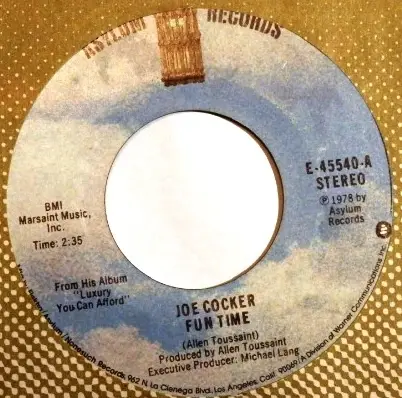 ASYLUM RECORDS
E-45540-A
STEREO
℗ 1978 by
Asylum
Records
BMI
Marsaint Music,
Inc.
Time: 2:35
From His Album
"Luxury
You Can Afford"
JOE COCKER
FUN TIME
(Allen Toussaint)
Produced by Allen Toussaint
Executive Producer: Michael Lang
Nonesuch Records, 962 N. La Cienega Blvd. Los Angeles, Calif. 90069. A Division of Warner Communications Inc.